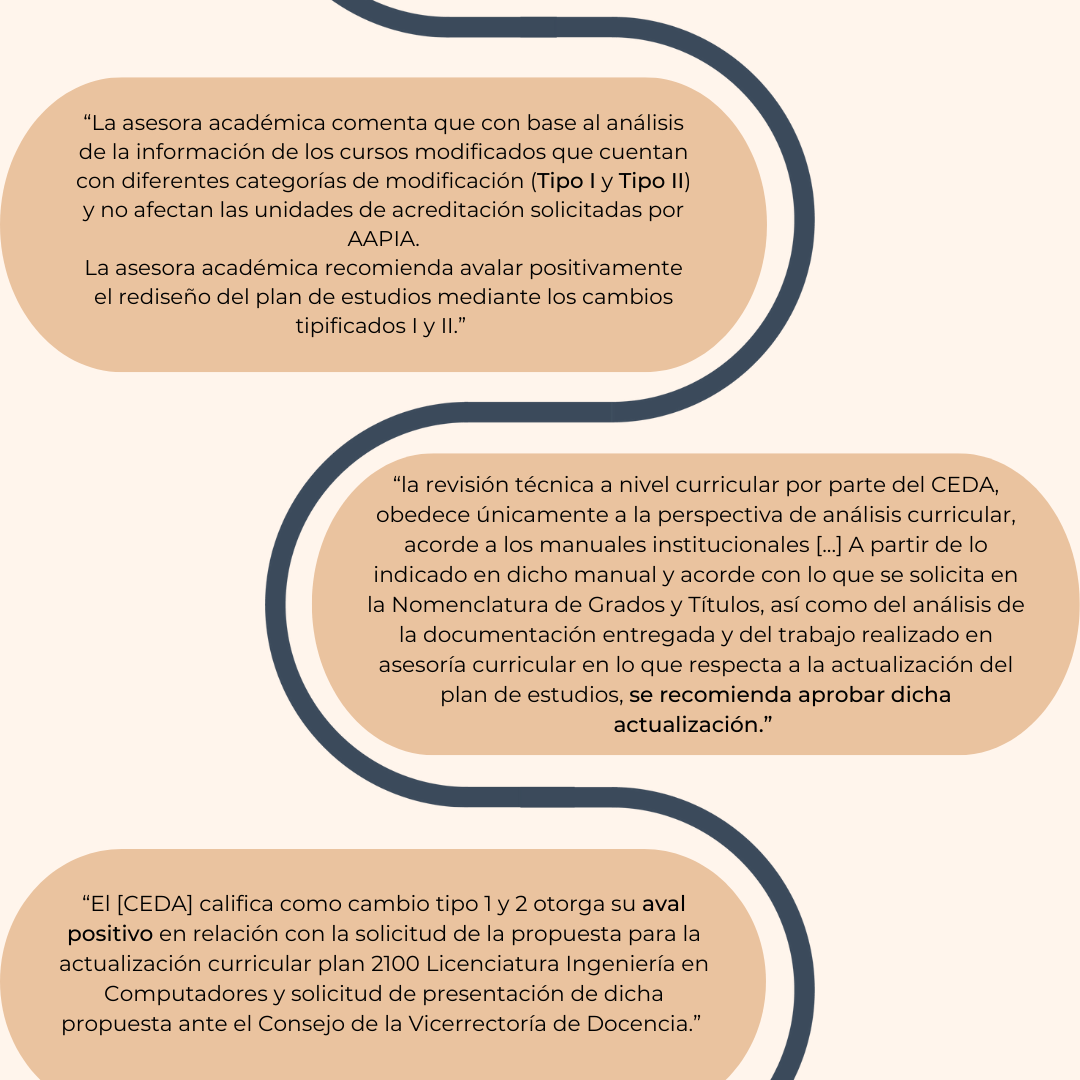 “La asesora académica comenta que con base al análisis
de la información de los cursos modificados que cuentan
con diferentes categorías de modificación (Tipo I y Tipo II)
y no afectan las unidades de acreditación solicitadas por
AAPIA.
La asesora académica recomienda avalar positivamente
el rediseño del plan de estudios mediante los cambios
tipificados I y II.”
“la revisión técnica a nivel curricular por parte del CEDA,
obedece únicamente a la perspectiva de análisis curricular,
acorde a los manuales institucionales [...] A partir de lo
indicado en dicho manual y acorde con lo que se solicita en
la Nomenclatura de Grados y Títulos, así como del análisis de
la documentación entregada y del trabajo realizado en
asesoría curricular en lo que respecta a la actualización del
plan de estudios, se recomienda aprobar dicha
actualización.”
“El [CEDA] califica como cambio tipo 1 y 2 otorga su aval
positivo en relación con la solicitud de la propuesta para la
actualización curricular plan 2100 Licenciatura Ingeniería en
Computadores y solicitud de presentación de dicha
propuesta ante el Consejo de la Vicerrectoría de Docencia.”